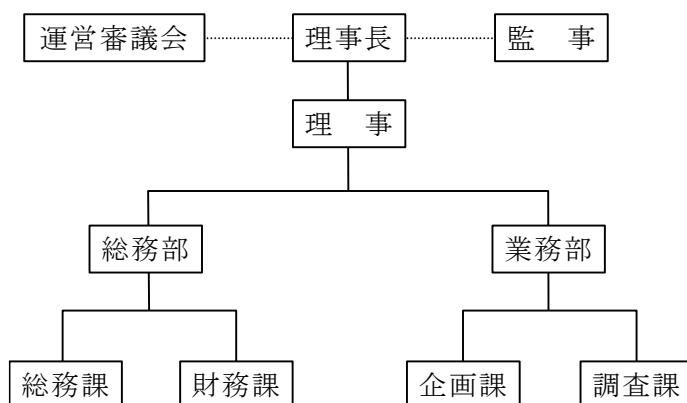 運営審議会 理事長 監　事
理　事
総務部 業務部
総務課 財務課 企画課 調査課